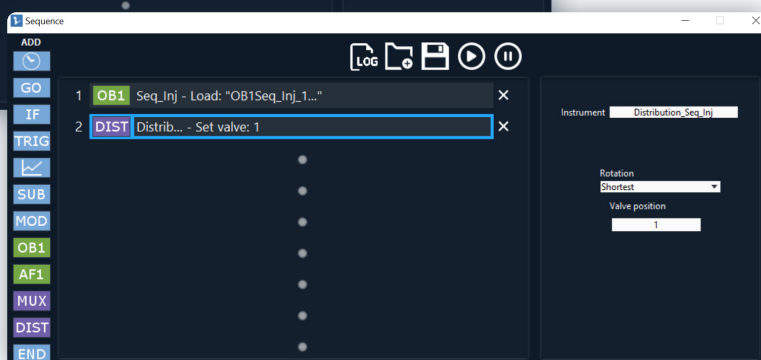 Sequence
ADD
LOG
GO
1 OB1 Seq_Inj - Load: "OB1Seq_Inj_1..."
Instrument Distribution_Seq_Inj
IF
2 DIST Distrib... - Set valve: 1
TRIG
Rotation
Shortest
SUB
Valve position
MOD
1
OB1
AF1
MUX
DIST
END